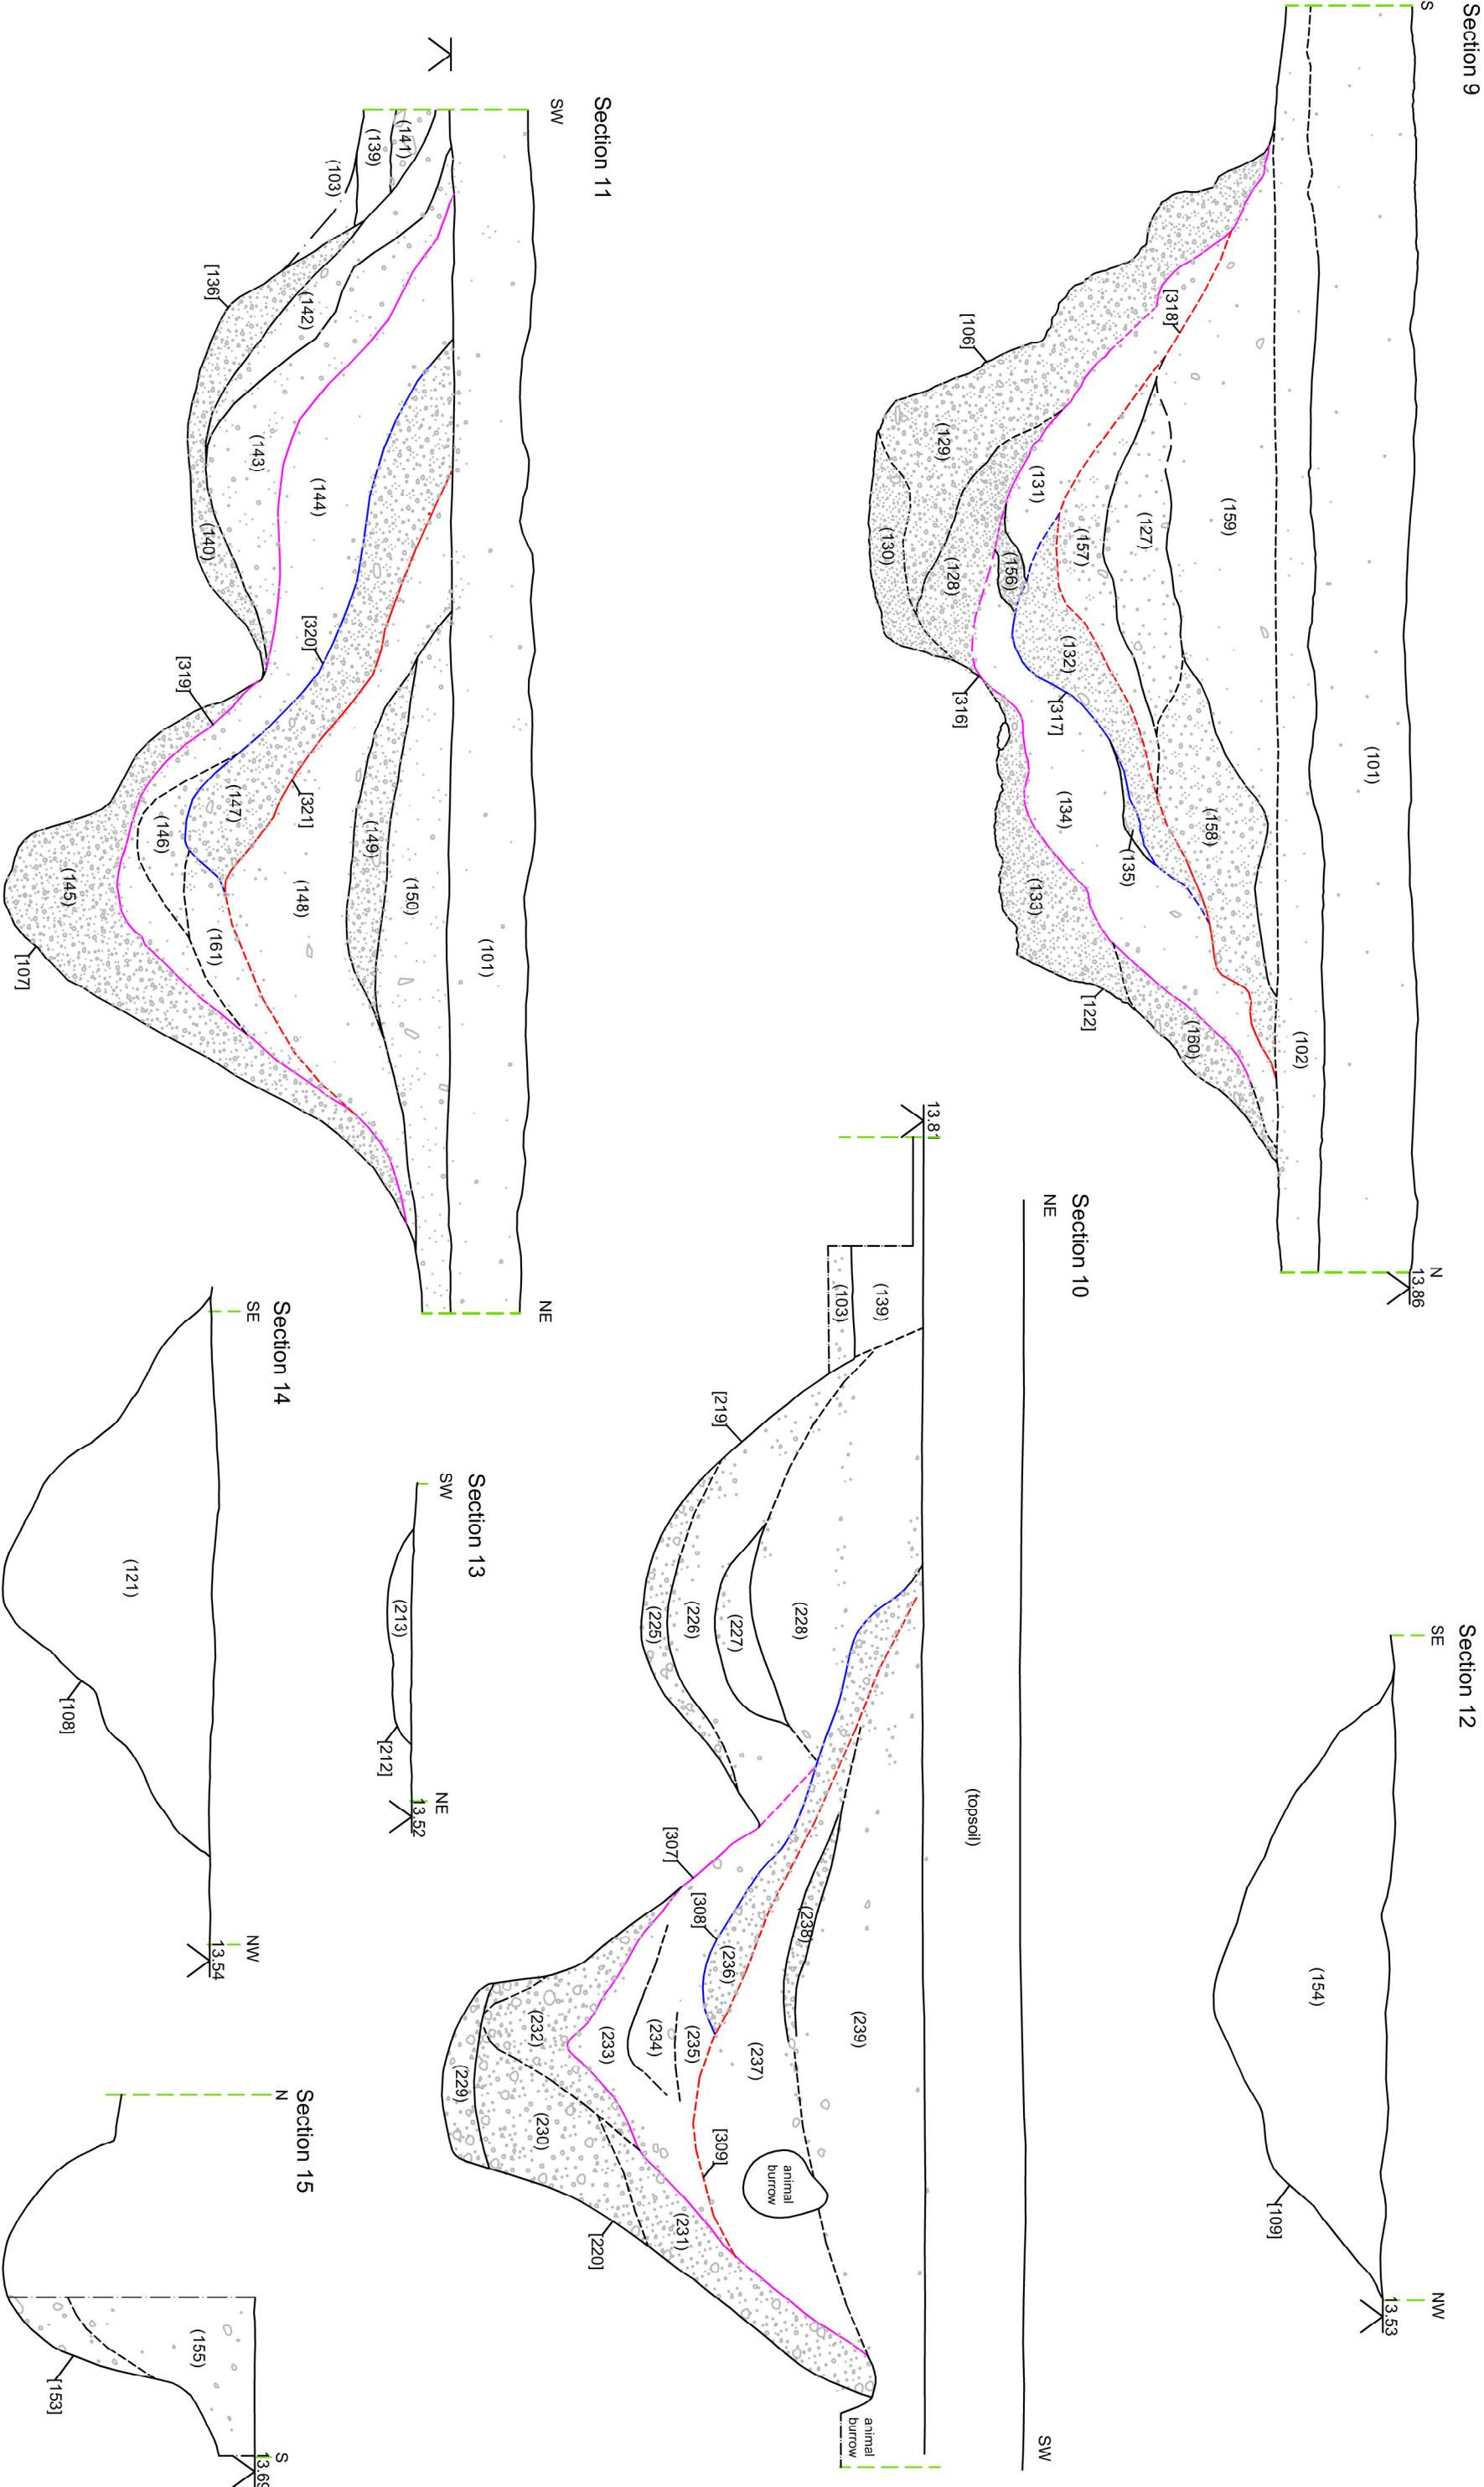 Section 9
S
N
13.86
(101)
(102)
(159)
(127)
(157)
(158)
[318]
[106]
(129)
(130)
(128)
(131)
(156)
(132)
[317]
[316]
(134)
(135)
(133)
[122]
(160)
Section 11
SW
NE
(101)
(141)
(139)
(103)
[136]
(142)
(143)
(144)
(140)
[320]
[319]
[321]
(147)
(146)
(149)
(150)
(148)
(145)
(161)
[107]
Section 10
NE
SW
13.81
(topsoil)
(139)
(103)
[219]
(228)
(227)
(226)
(225)
[307]
[308]
(236)
(238)
(239)
(237)
(235)
(234)
(233)
(232)
(229)
(230)
(231)
[309]
[220]
animal
burrow
animal
burrow
Section 12
SE
NW
13.53
(154)
[109]
Section 13
SW
NE
13.52
(213)
[212]
Section 14
SE
NW
13.54
(121)
[108]
Section 15
N
S
13.69
(155)
[153]